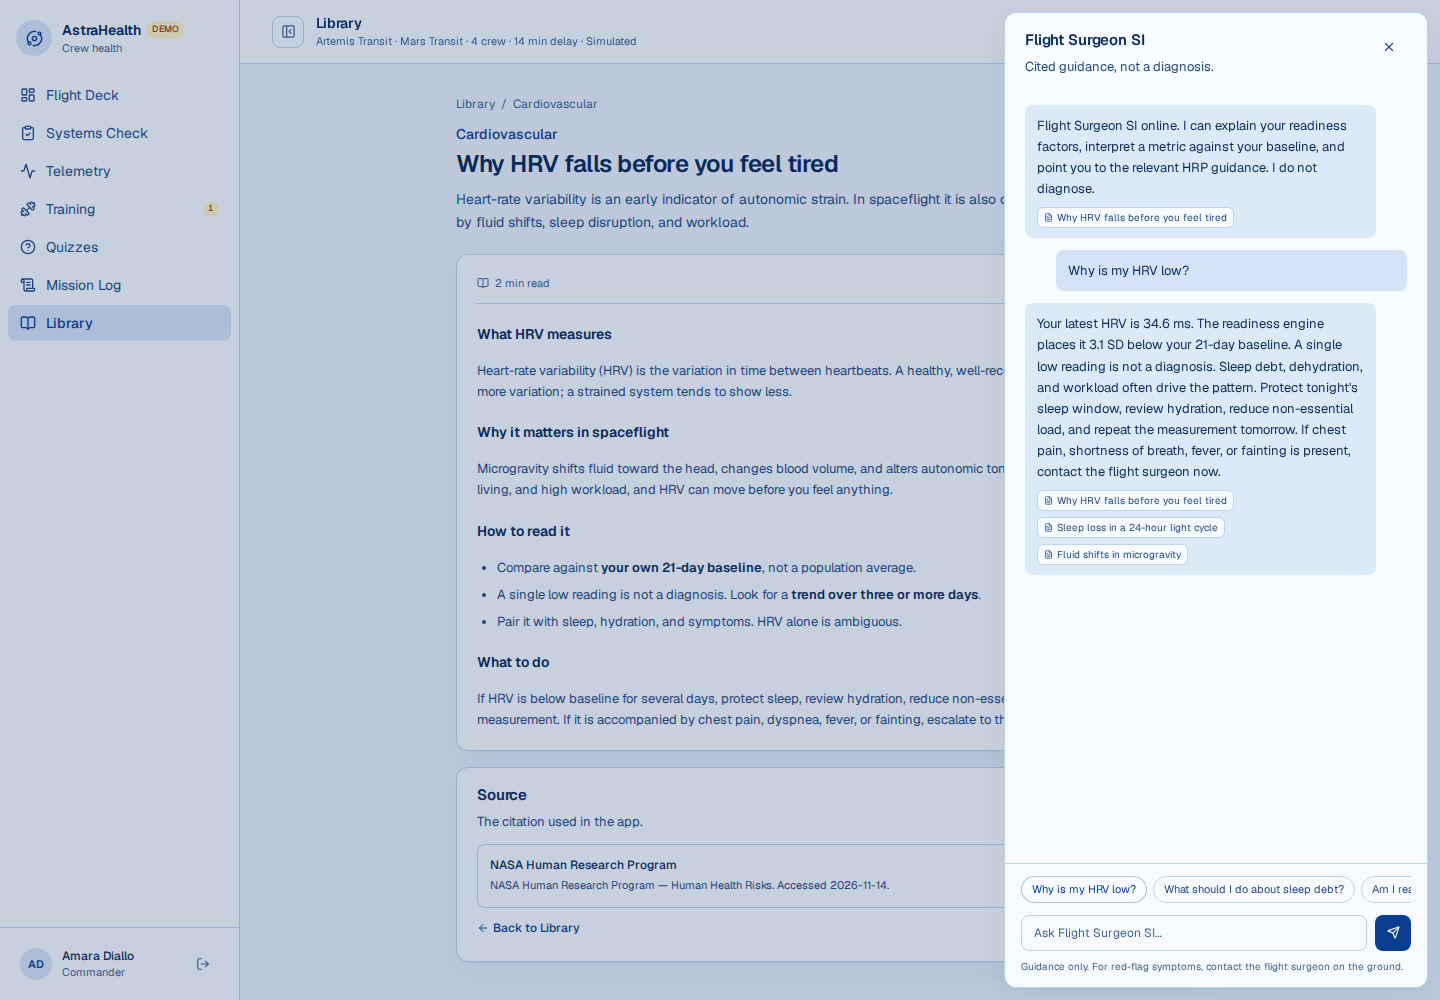 AstraHealth DEMO
Crew health
Flight Deck
Systems Check
Telemetry
Training 1
Quizzes
Mission Log
Library
AD
Amara Diallo
Commander
Library
Artemis Transit · Mars Transit · 4 crew · 14 min delay · Simulated
Library / Cardiovascular
Cardiovascular
Why HRV falls before you feel tired
Heart-rate variability is an early indicator of autonomic strain. In spaceflight it is also
by fluid shifts, sleep disruption, and workload.
2 min read
What HRV measures
Heart-rate variability (HRV) is the variation in time between heartbeats. A healthy,
more variation; a strained system tends to show less.
Why it matters in spaceflight
Microgravity shifts fluid toward the head, changes blood volume, and alters autonomic
living, and high workload, and HRV can move before you feel anything.
How to read it
• Compare against your own 21-day baseline, not a population average.
• A single low reading is not a diagnosis. Look for a trend over three or more days.
• Pair it with sleep, hydration, and symptoms. HRV alone is ambiguous.
What to do
If HRV is below baseline for several days, protect sleep, review hydration, reduce
measurement. If it is accompanied by chest pain, dyspnea, fever, or fainting, escalate to
Source
The citation used in the app.
NASA Human Research Program
NASA Human Research Program — Human Health Risks. Accessed 2026-11-14.
← Back to Library
Flight Surgeon SI
Cited guidance, not a diagnosis.
Flight Surgeon SI online. I can explain your readiness
factors, interpret a metric against your baseline, and
point you to the relevant HRP guidance. I do not
diagnose.
Why HRV falls before you feel tired
Why is my HRV low?
Your latest HRV is 34.6 ms. The readiness engine
places it 3.1 SD below your 21-day baseline. A single
low reading is not a diagnosis. Sleep debt, dehydration,
and workload often drive the pattern. Protect tonight's
sleep window, review hydration, reduce non-essential
load, and repeat the measurement tomorrow. If chest
pain, shortness of breath, fever, or fainting is present,
contact the flight surgeon now.
Why HRV falls before you feel tired
Sleep loss in a 24-hour light cycle
Fluid shifts in microgravity
Why is my HRV low?
What should I do about sleep debt?
Am I
Ask Flight Surgeon SI…
Guidance only. For red-flag symptoms, contact the flight surgeon on the ground.